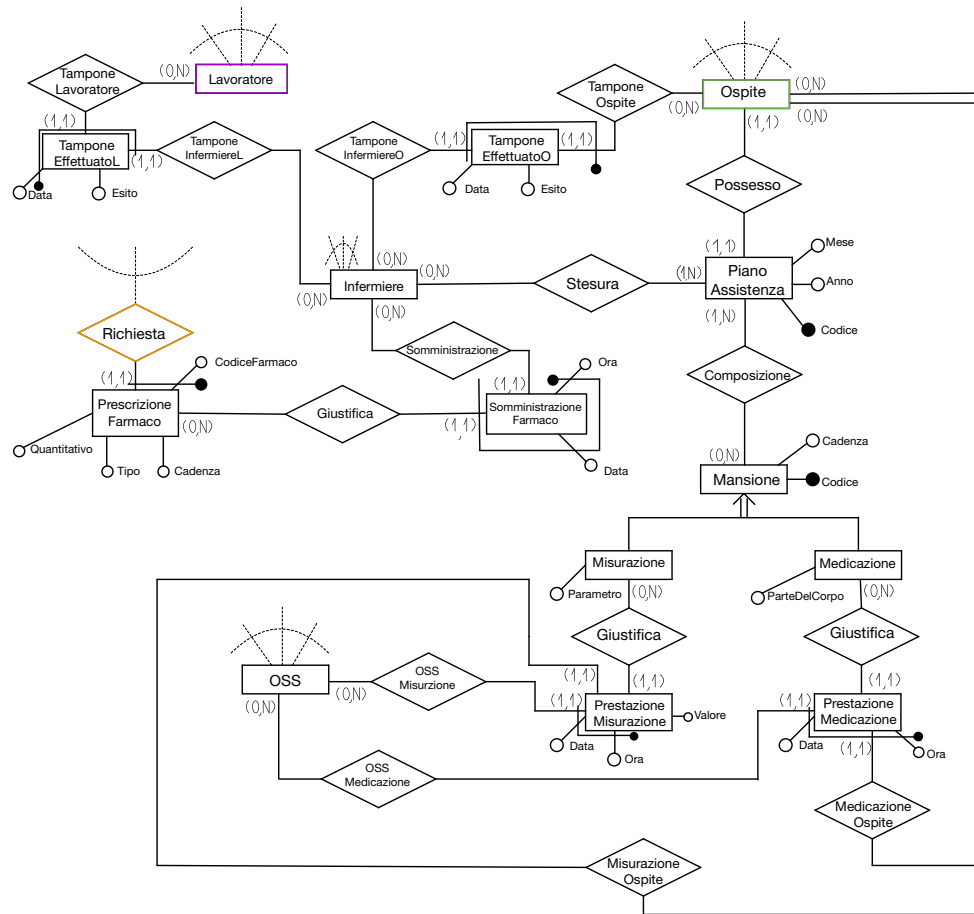 Tampone
Lavoratore
(0,N)
Lavoratore
(1,1)
Tampone
EffettuatoL
(1,1)
Tampone
InfermiereL
Data
Esito
Tampone
InfermiereO
(1,1)
Tampone
EffettuatoO
(1,1)
Data
Esito
Tampone
Ospite
(0,N)
Ospite
(0,N)
(0,N)
(1,1)
Possesso
(1,1)
Piano
Assistenza
Mese
Anno
Codice
(1,N)
(1,N)
Stesura
(0,N)
(0,N)
Infermiere
(0,N)
(0,N)
Richiesta
(1,1)
CodiceFarmaco
Prescrizione
Farmaco
(0,N)
Quantitativo
Tipo
Cadenza
Giustifica
Somministrazione
(1,1)
(1,1)
Ora
Somministrazione
Farmaco
Data
Composizione
(0,N)
Mansione
Cadenza
Codice
Misurazione
Parametro
(0,N)
Medicazione
ParteDelCorpo
(0,N)
Giustifica
Giustifica
OSS
(0,N)
(0,N)
OSS
Misurzione
(1,1)
(1,1)
(1,1)
Prestazione
Misurazione
Valore
Data
Ora
OSS
Medicazione
(1,1)
(1,1)
Prestazione
Medicazione
(1,1)
Data
Ora
Medicazione
Ospite
Misurazione
Ospite